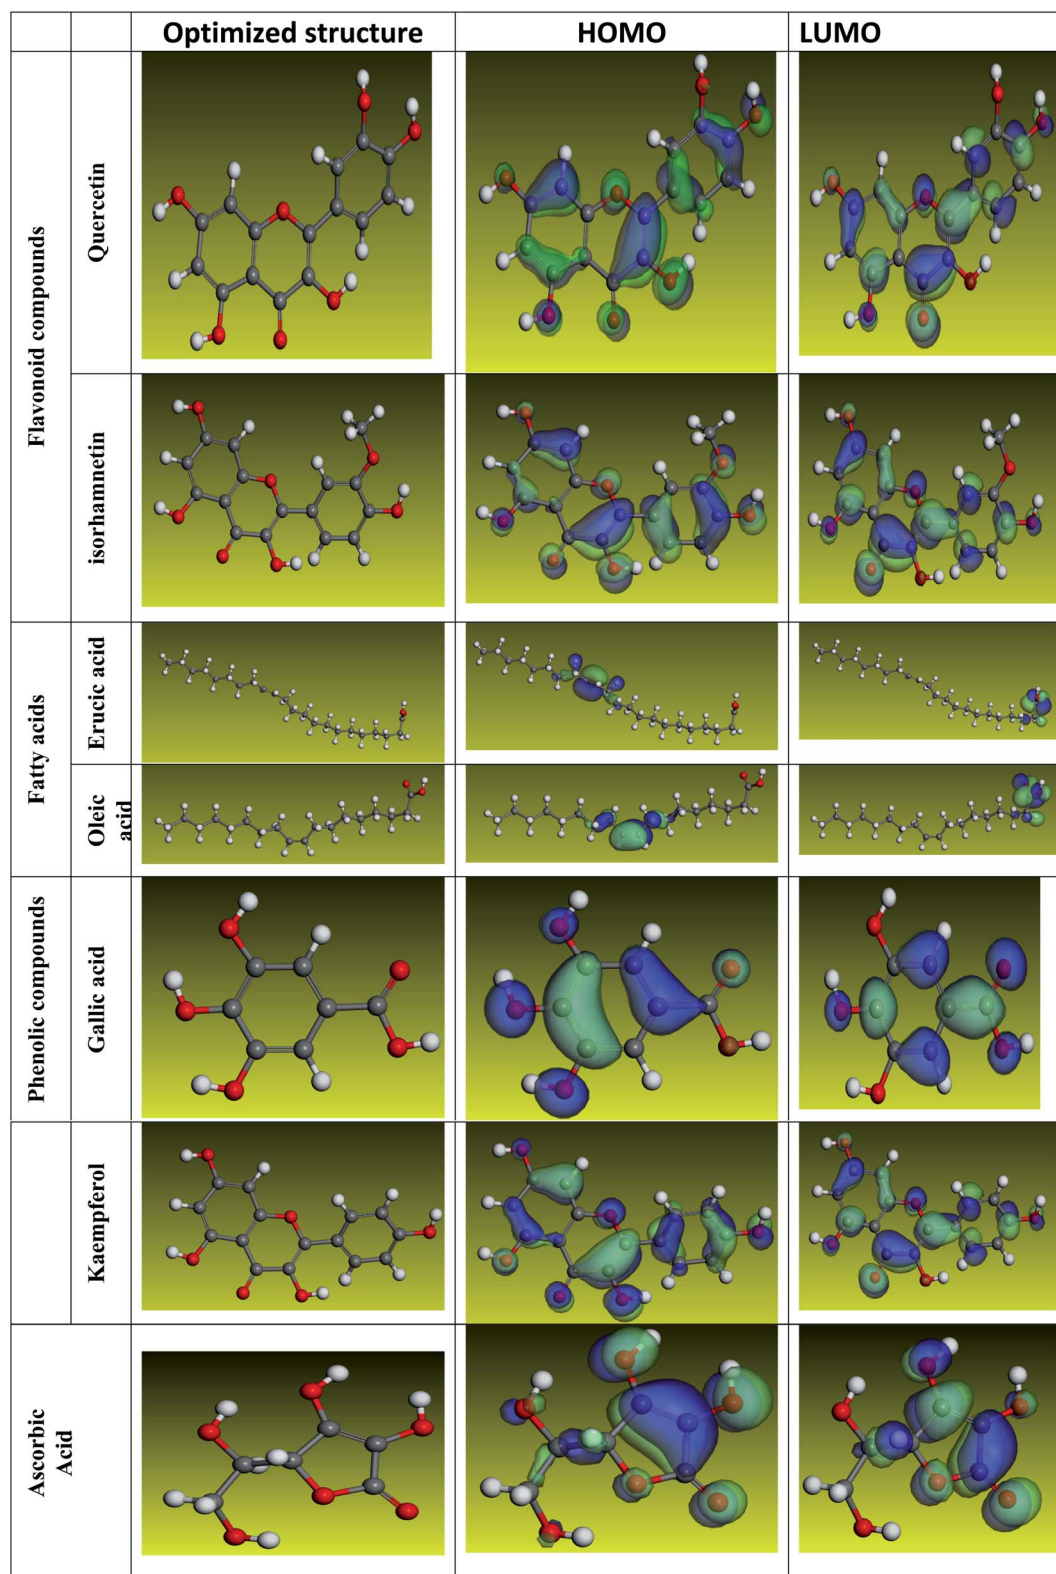 Optimized structure HOMO LUMO
Flavonoid compounds
Quercetin
isorhamnetin
Fatty acids
Erucic acid
Oleic
acid
Phenolic compounds
Gallic acid
Kaempferol
Ascorbic
Acid